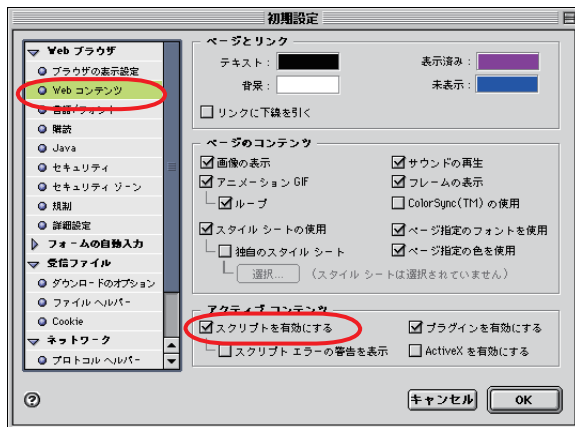 初期設定
Web ブラウザ
ブラウザの表示設定
Web コンテンツ
言語/フォント
購読
Java
セキュリティ
セキュリティ ゾーン
規制
詳細設定
フォームの自動入力
受信ファイル
ダウンロードのオプション
ファイル ヘルパー
Cookie
ネットワーク
プロトコル ヘルパー
ページとリンク
テキスト：
表示済み：
背景：
未表示：
リンクに下線を引く
ページのコンテンツ
画像の表示
サウンドの再生
アニメーション GIF
フレームの表示
ループ
ColorSync(TM) の使用
スタイル シートの使用
ページ指定のフォントを使用
独自のスタイル シート
ページ指定の色を使用
選択... (スタイル シートは選択されていません)
アクティブ コンテンツ
スクリプトを有効にする
プラグインを有効にする
スクリプト エラーの警告を表示
ActiveX を有効にする
?
キャンセル
OK